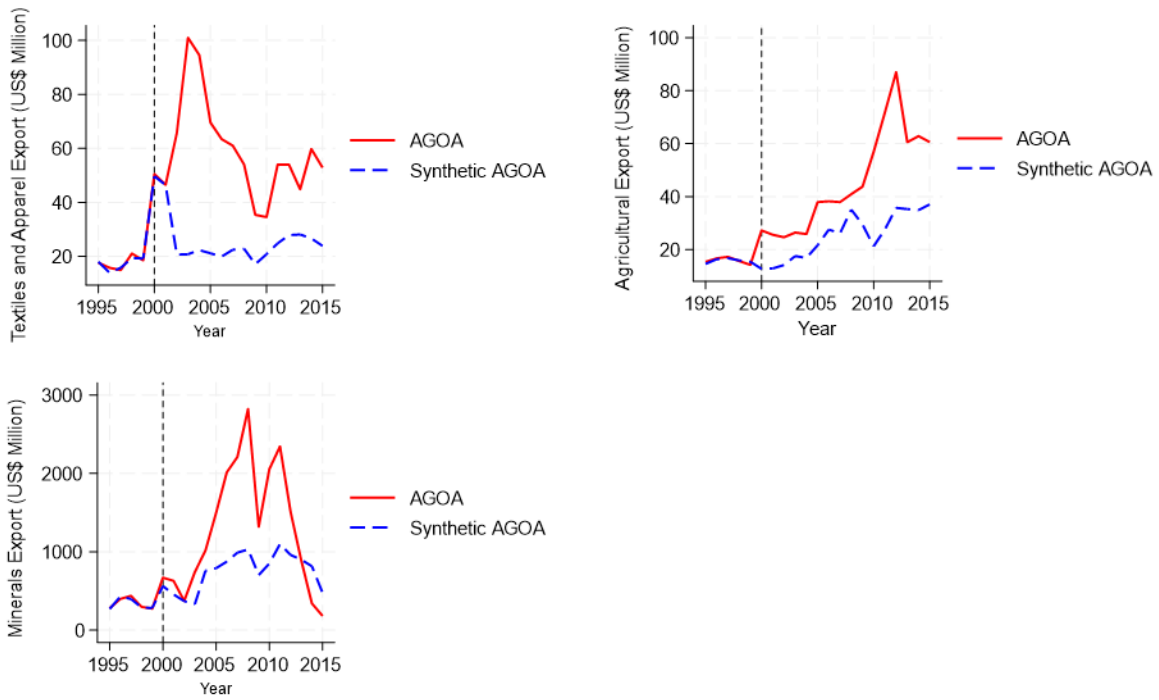 Textiles and Apparel Export (US$ Million)
100
80
60
40
20
1995 2000 2005 2010 2015
Year
AGOA
Synthetic AGOA
Agricultural Export (US$ Million)
100
80
60
40
20
1995 2000 2005 2010 2015
Year
AGOA
Synthetic AGOA
Minerals Export (US$ Million)
3000
2000
1000
0
1995 2000 2005 2010 2015
Year
AGOA
Synthetic AGOA